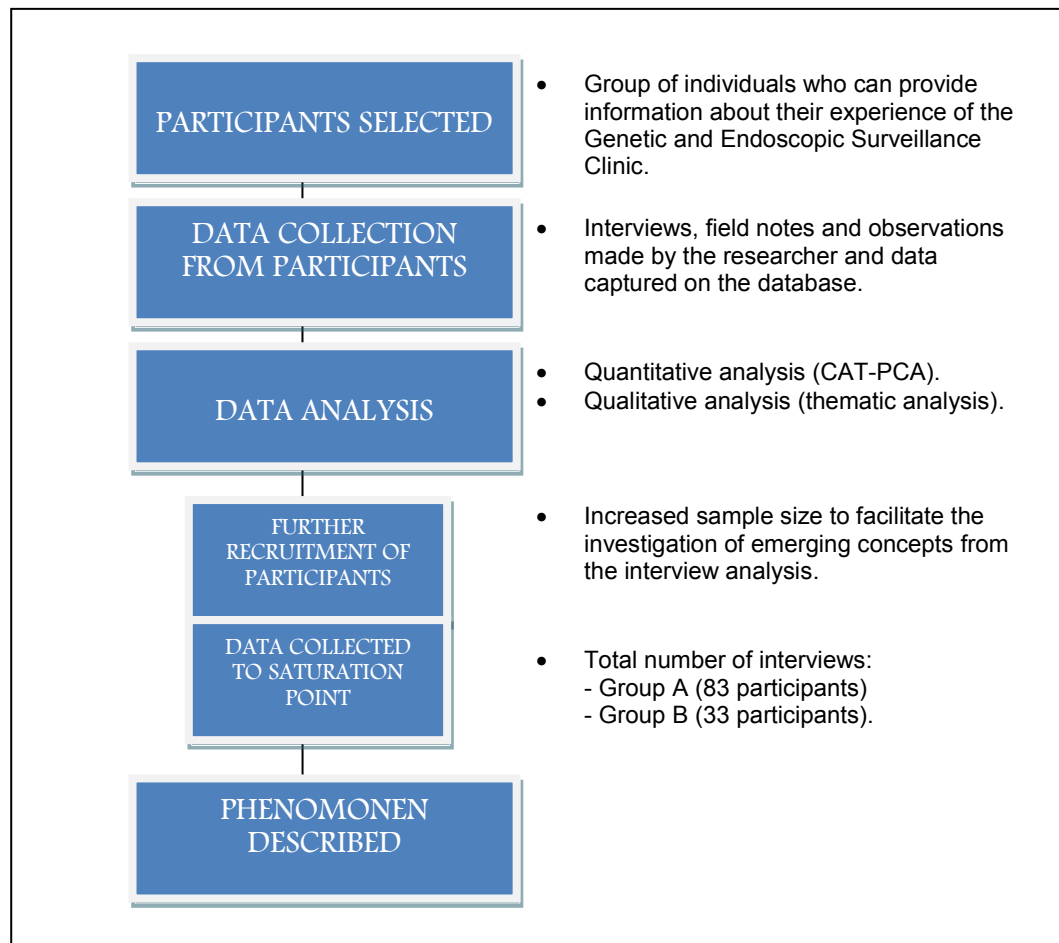 PARTICIPANTS SELECTED
• Group of individuals who can provide
information about their experience of the
Genetic and Endoscopic Surveillance
Clinic.
DATA COLLECTION
FROM PARTICIPANTS
• Interviews, field notes and observations
made by the researcher and data
captured on the database.
DATA ANALYSIS
• Quantitative analysis (CAT-PCA).
• Qualitative analysis (thematic analysis).
FURTHER
RECRUITMENT OF
PARTICIPANTS
• Increased sample size to facilitate the
investigation of emerging concepts from
the interview analysis.
DATA COLLECTED
TO SATURATION
POINT
• Total number of interviews:
- Group A (83 participants)
- Group B (33 participants).
PHENOMONEN
DESCRIBED